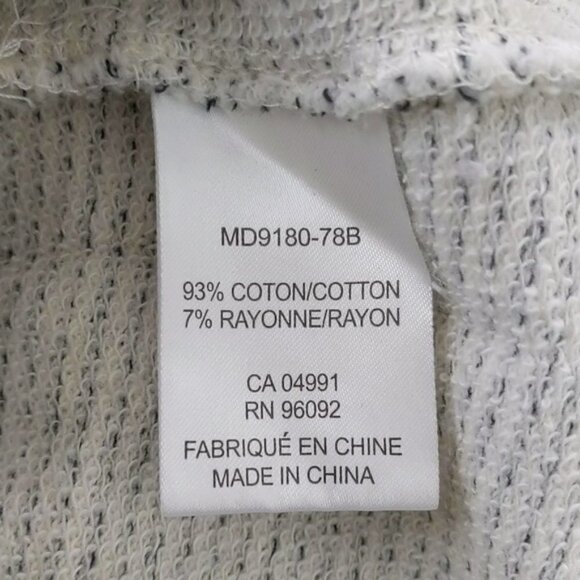 MD9180-78B
93% COTON/COTTON
7% RAYONNE/RAYON
CA 04991
RN 96092
FABRIQUÉ EN CHINE
MADE IN CHINA